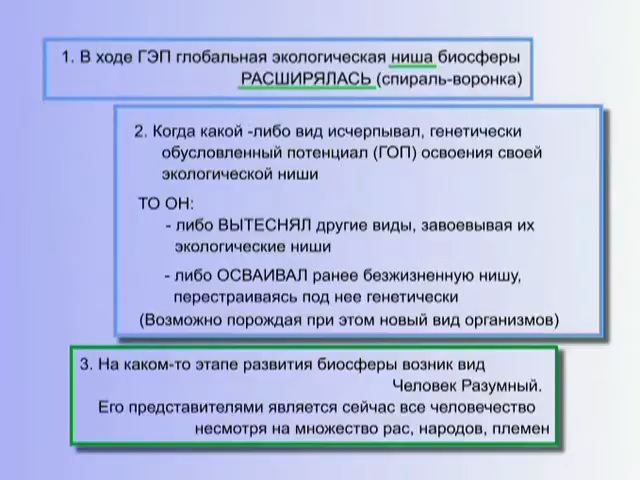 1. В ходе ГЭП глобальная экологическая ниша биосферы
РАСШИРЯЛАСЬ (спираль-воронка)
2. Когда какой -либо вид исчерпывал, генетически
обусловленный потенциал (ГОП) освоения своей
экологической ниши
ТО ОН:
- либо ВЫТЕСНЯЛ другие виды, завоевывая их
экологические ниши
- либо ОСВАИВАЛ ранее безжизненную нишу,
перестраиваясь под нее генетически
(Возможно порождая при этом новый вид организмов)
3. На каком-то этапе развития биосферы возник вид
Человек Разумный.
Его представителями является сейчас все человечество
несмотря на множество рас, народов, племен